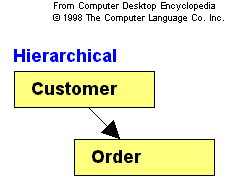 From Computer Desktop Encyclopedia
© 1998 The Computer Language Co. Inc.
Hierarchical
Customer
Order